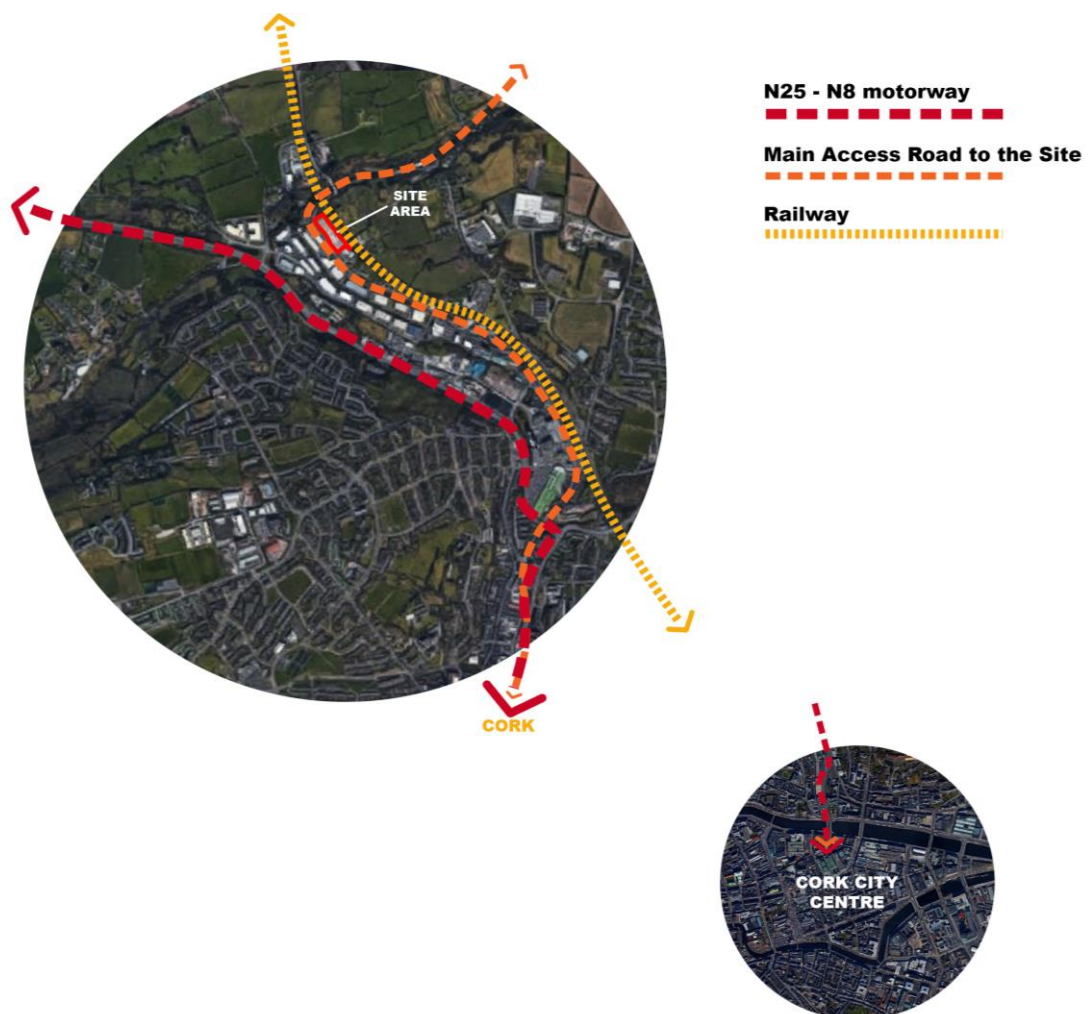 N25 - N8 motorway
Main Access Road to the Site
Railway
SITE
AREA
CORK
CORK CITY
CENTRE